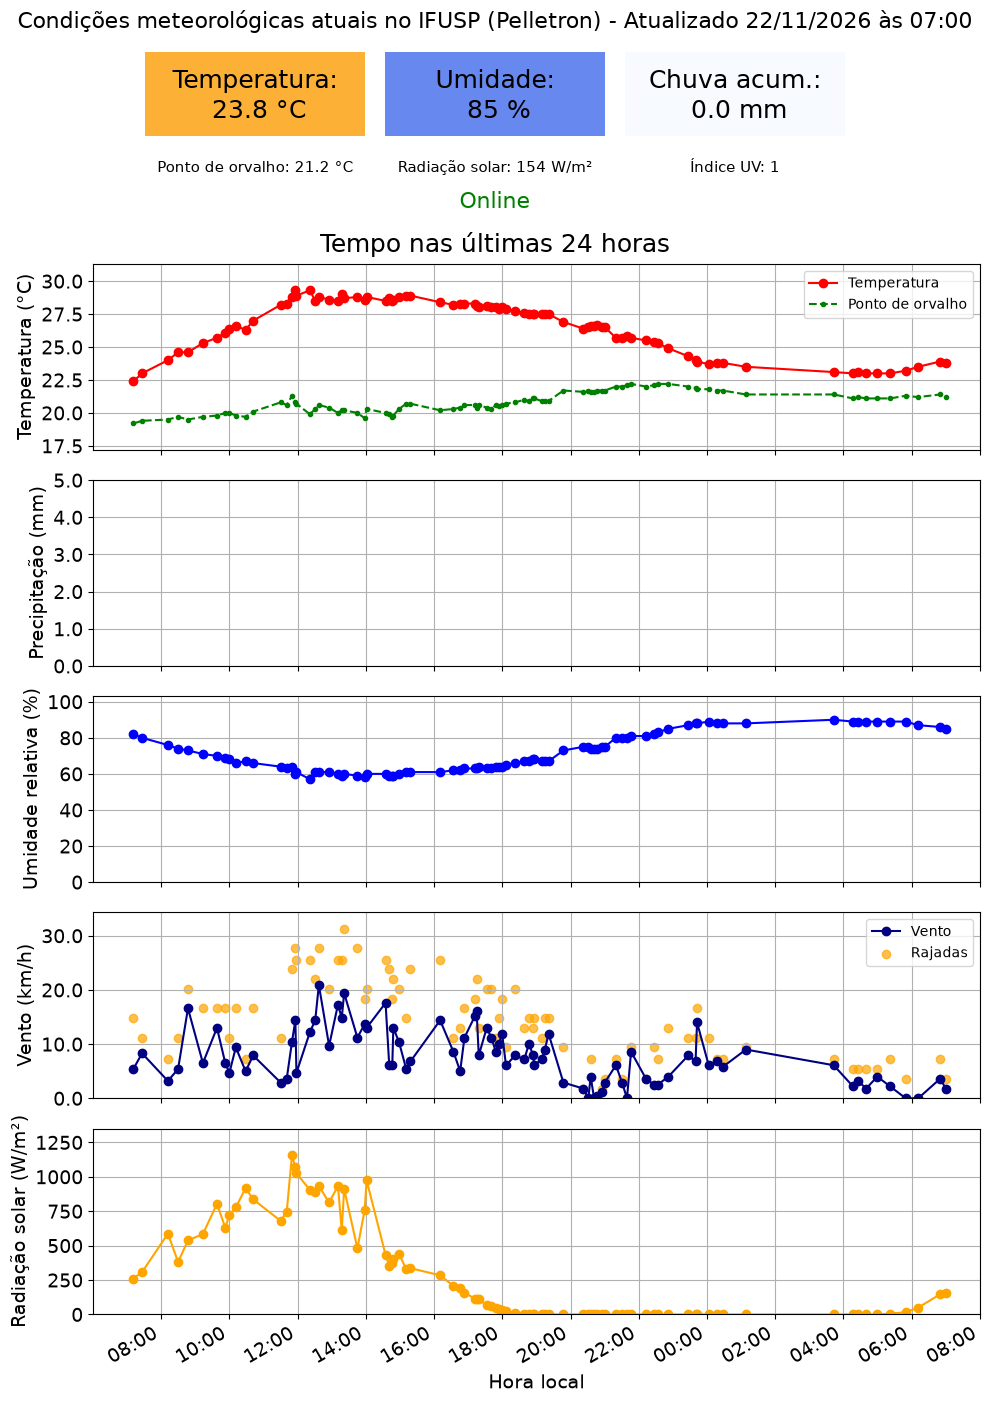 Condições meteorológicas atuais no IFUSP (Pelletron) - Atualizado 22/11/2026 às 07:00
Temperatura:
23.8 °C
Umidade:
85 %
Chuva acum.:
0.0 mm
Ponto de orvalho: 21.2 °C
Radiação solar: 154 W/m²
Índice UV: 1
Online
Tempo nas últimas 24 horas
Temperatura (°C)
30.0
27.5
25.0
22.5
20.0
17.5
Temperatura
Ponto de orvalho
Precipitação (mm)
5.0
4.0
3.0
2.0
1.0
0.0
Umidade relativa (%)
100
80
60
40
20
0
Vento (km/h)
30.0
20.0
10.0
0.0
Vento
Rajadas
Radiação solar (W/m²)
1250
1000
750
500
250
0
08:00
10:00
12:00
14:00
16:00
18:00
20:00
22:00
00:00
02:00
04:00
06:00
08:00
Hora local